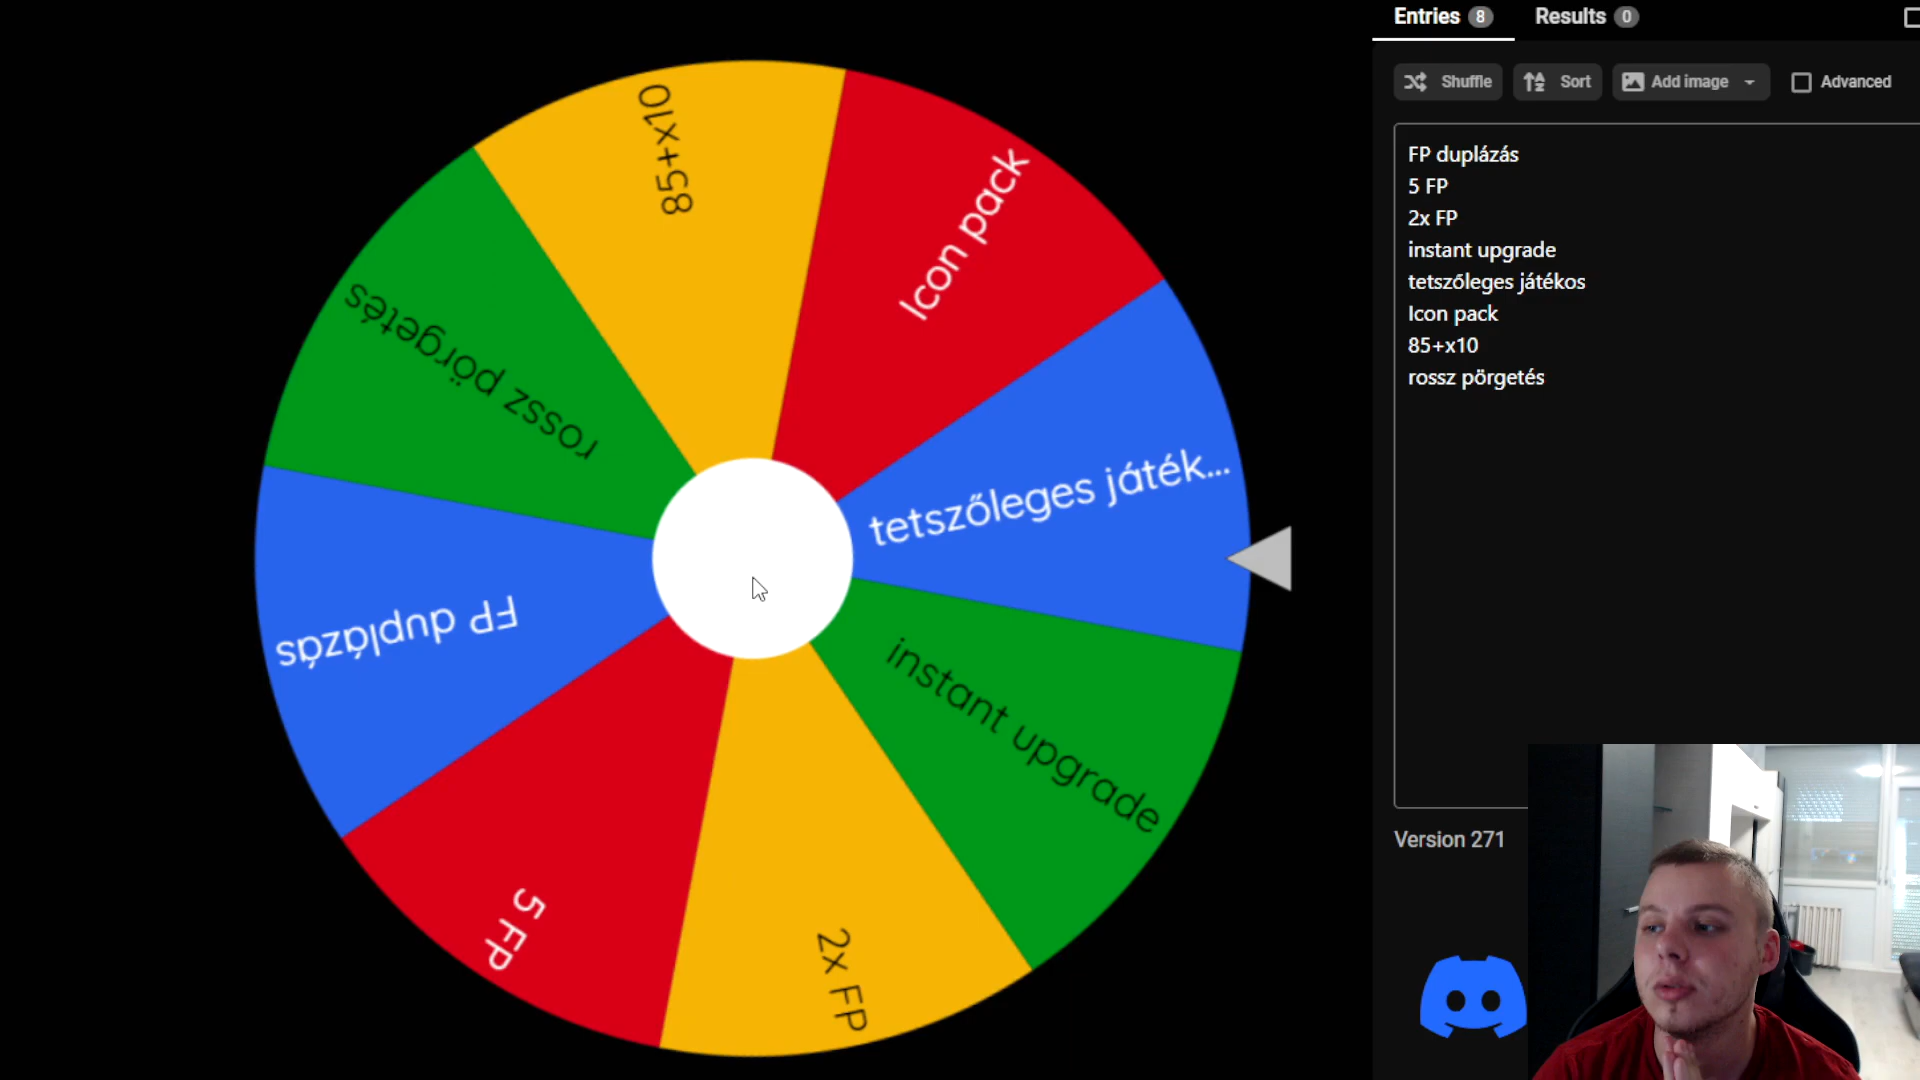 Entries 8 Results 0
Shuffle Sort Add image Advanced
FP duplázás
5 FP
2x FP
instant upgrade
tetszőleges játékos
Icon pack
85+x10
rossz pörgetés
Version 271
85+x10
Icon pack
tetszőleges játék...
instant upgrade
2x FP
5 FP
FP duplázás
rossz pörgetés